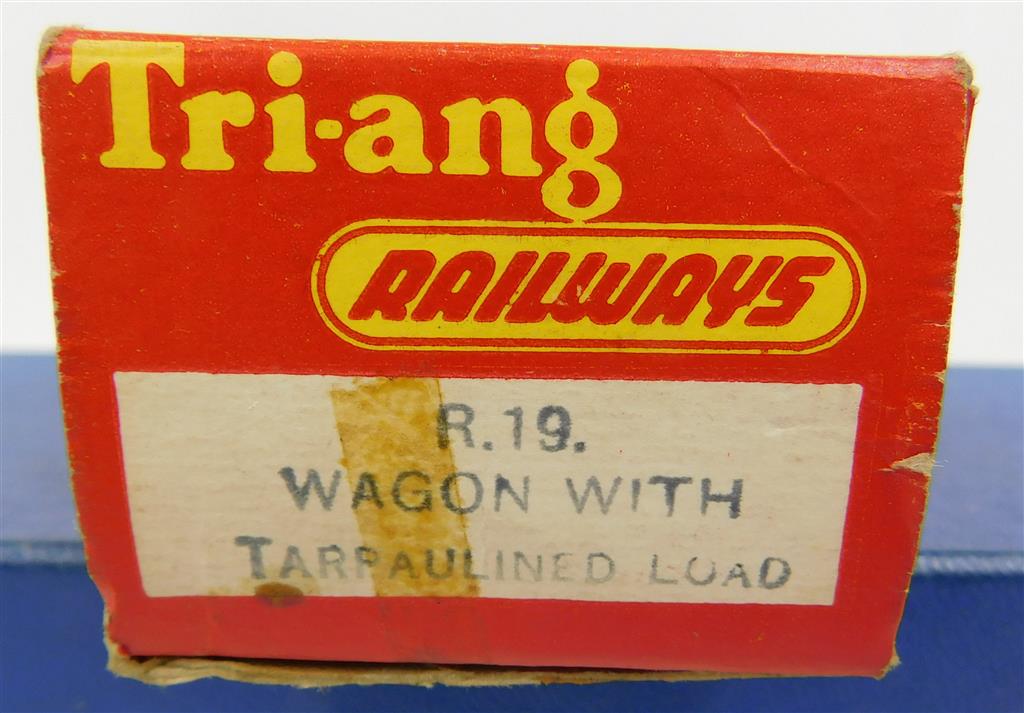 Tri-ang
RAILWAYS
R.19.
WAGON WITH
TARPAULINED LOAD